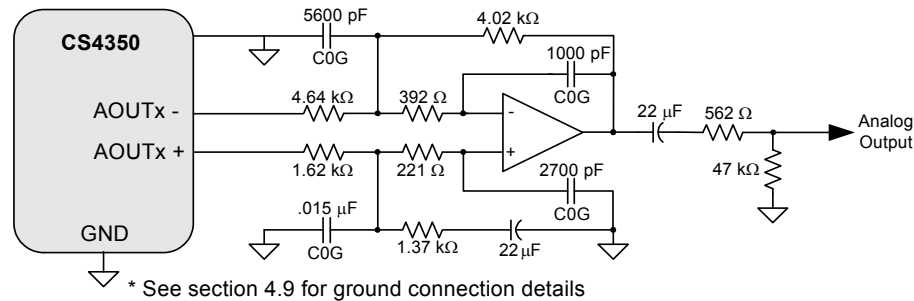 CS4350
5600 pF
C0G
4.02 kΩ
1000 pF
C0G
AOUTx -
4.64 kΩ
392 Ω
-
22 µF
562 Ω
Analog
Output
AOUTx +
1.62 kΩ
221 Ω
+
2700 pF
C0G
47 kΩ
.015 µF
C0G
1.37 kΩ
22µF
GND
* See section 4.9 for ground connection details